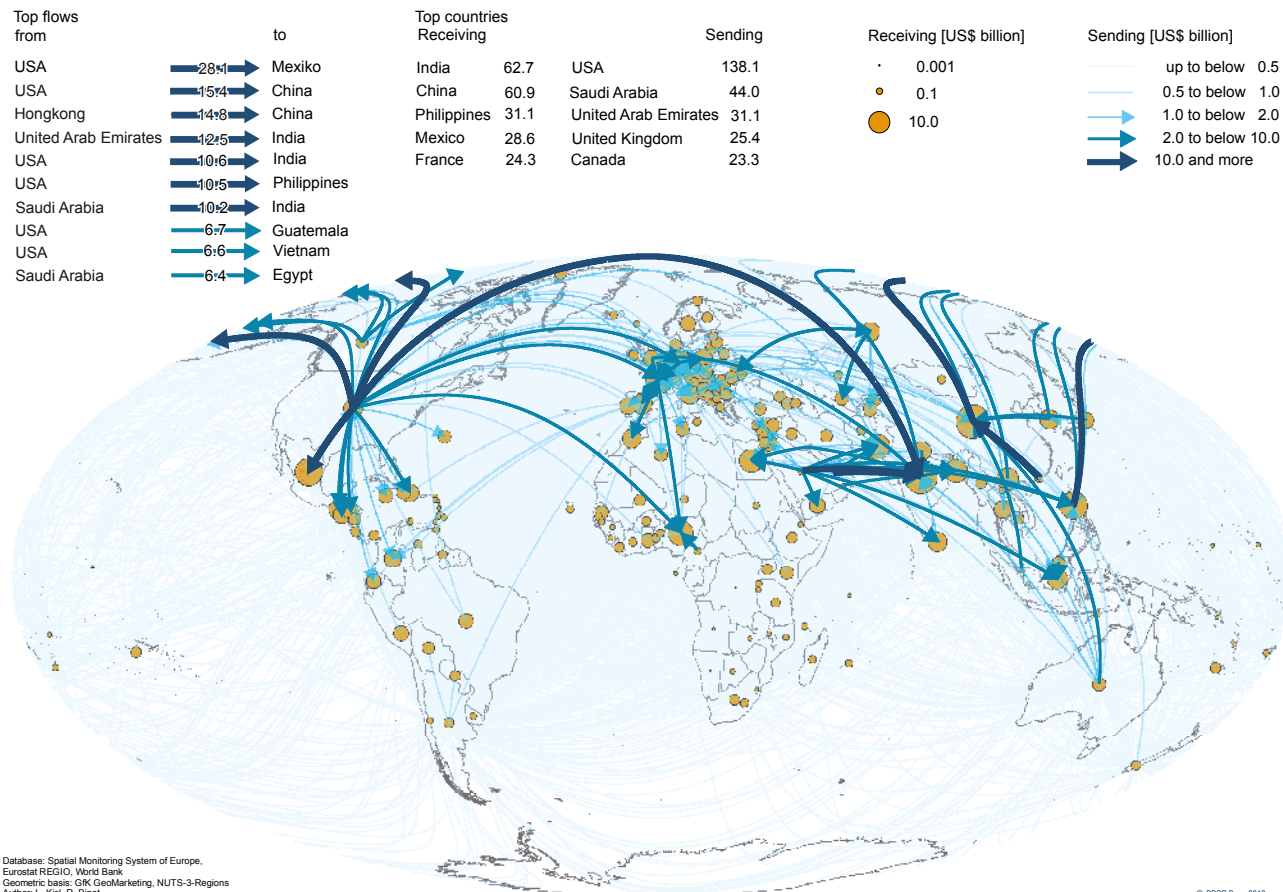 Top flows
from to
USA 28.1 Mexiko
USA 15.4 China
Hongkong 14.8 China
United Arab Emirates 12.5 India
USA 10.6 India
USA 10.5 Philippines
Saudi Arabia 10.2 India
USA 6.7 Guatemala
USA 6.6 Vietnam
Saudi Arabia 6.4 Egypt
Top countries
Receiving Sending
India 62.7 USA 138.1
China 60.9 Saudi Arabia 44.0
Philippines 31.1 United Arab Emirates 31.1
Mexico 28.6 United Kingdom 25.4
France 24.3 Canada 23.3
Receiving [US$ billion]
0.001
0.1
10.0
Sending [US$ billion]
up to below 0.5
0.5 to below 1.0
1.0 to below 2.0
2.0 to below 10.0
10.0 and more
Database: Spatial Monitoring System of Europe,
Eurostat REGIO, World Bank
Geometric basis: GfK GeoMarketing, NUTS-3-Regions